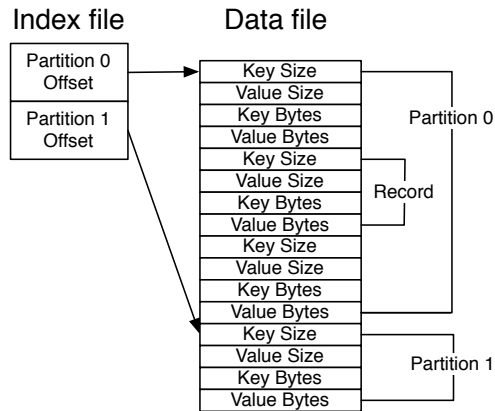 Index file
Data file
Partition 0
Offset
Partition 1
Offset
Key Size
Value Size
Key Bytes
Value Bytes
Key Size
Value Size
Key Bytes
Value Bytes
Key Size
Value Size
Key Bytes
Value Bytes
Key Size
Value Size
Key Bytes
Value Bytes
Partition 0
Record
Partition 1